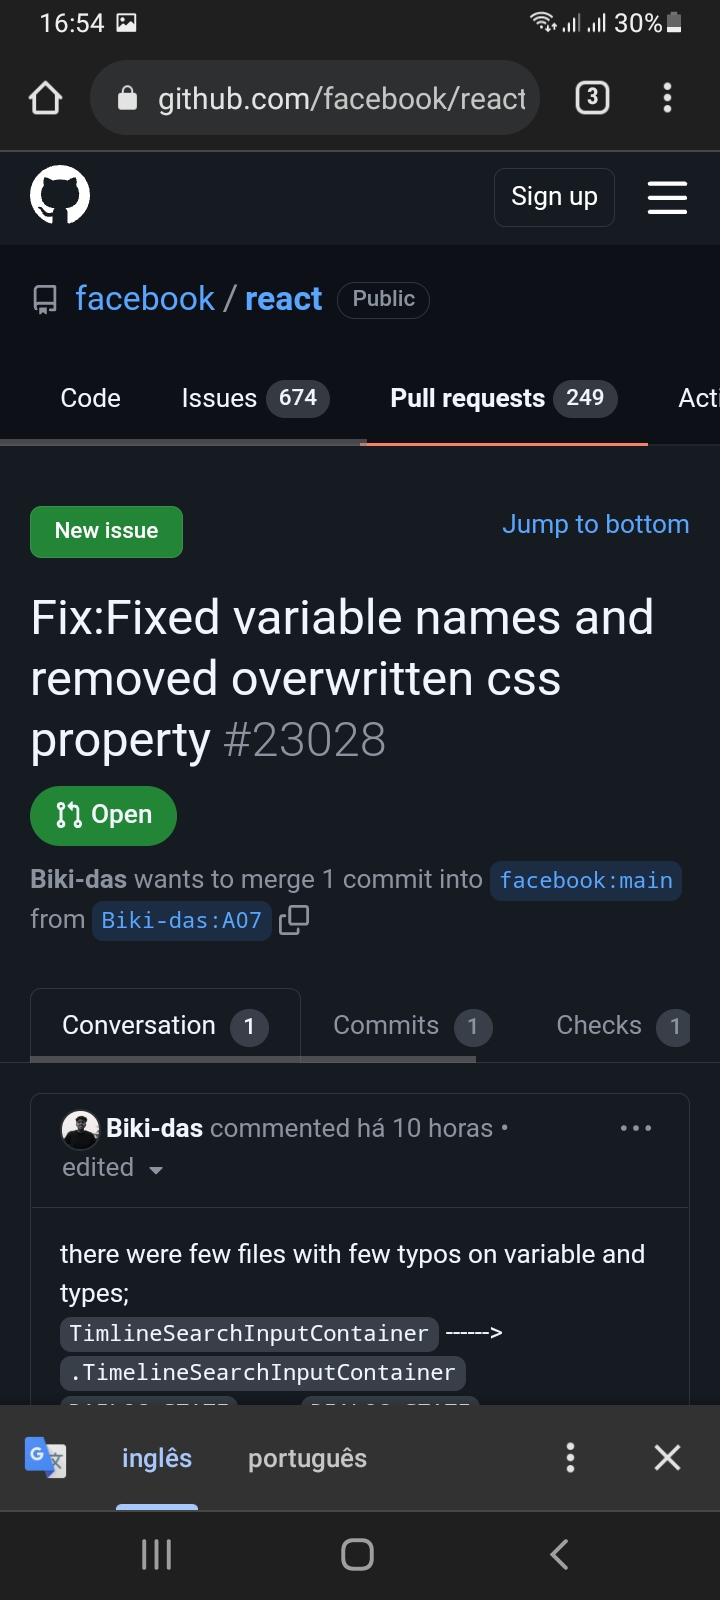 16:54 30%
github.com/facebook/react 3
Sign up
facebook / react Public
Code Issues 674 Pull requests 249 Acti
New issue Jump to bottom
Fix:Fixed variable names and
removed overwritten css
property #23028
Open
Biki-das wants to merge 1 commit into facebook:main
from Biki-das:A07
Conversation 1 Commits 1 Checks 1
Biki-das commented há 10 horas •
edited
there were few files with few typos on variable and
types;
TimlineSearchInputContainer ------>
.TimelineSearchInputContainer
G 文 inglês português